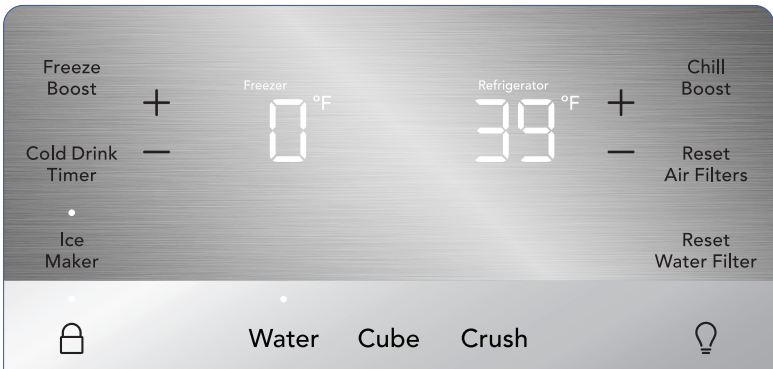 Freeze
Boost
Cold Drink
Timer
Ice
Maker
+
−
Freezer
0 °F
Refrigerator
39 °F
+
−
Chill
Boost
Reset
Air Filters
Reset
Water Filter
Water
Cube
Crush